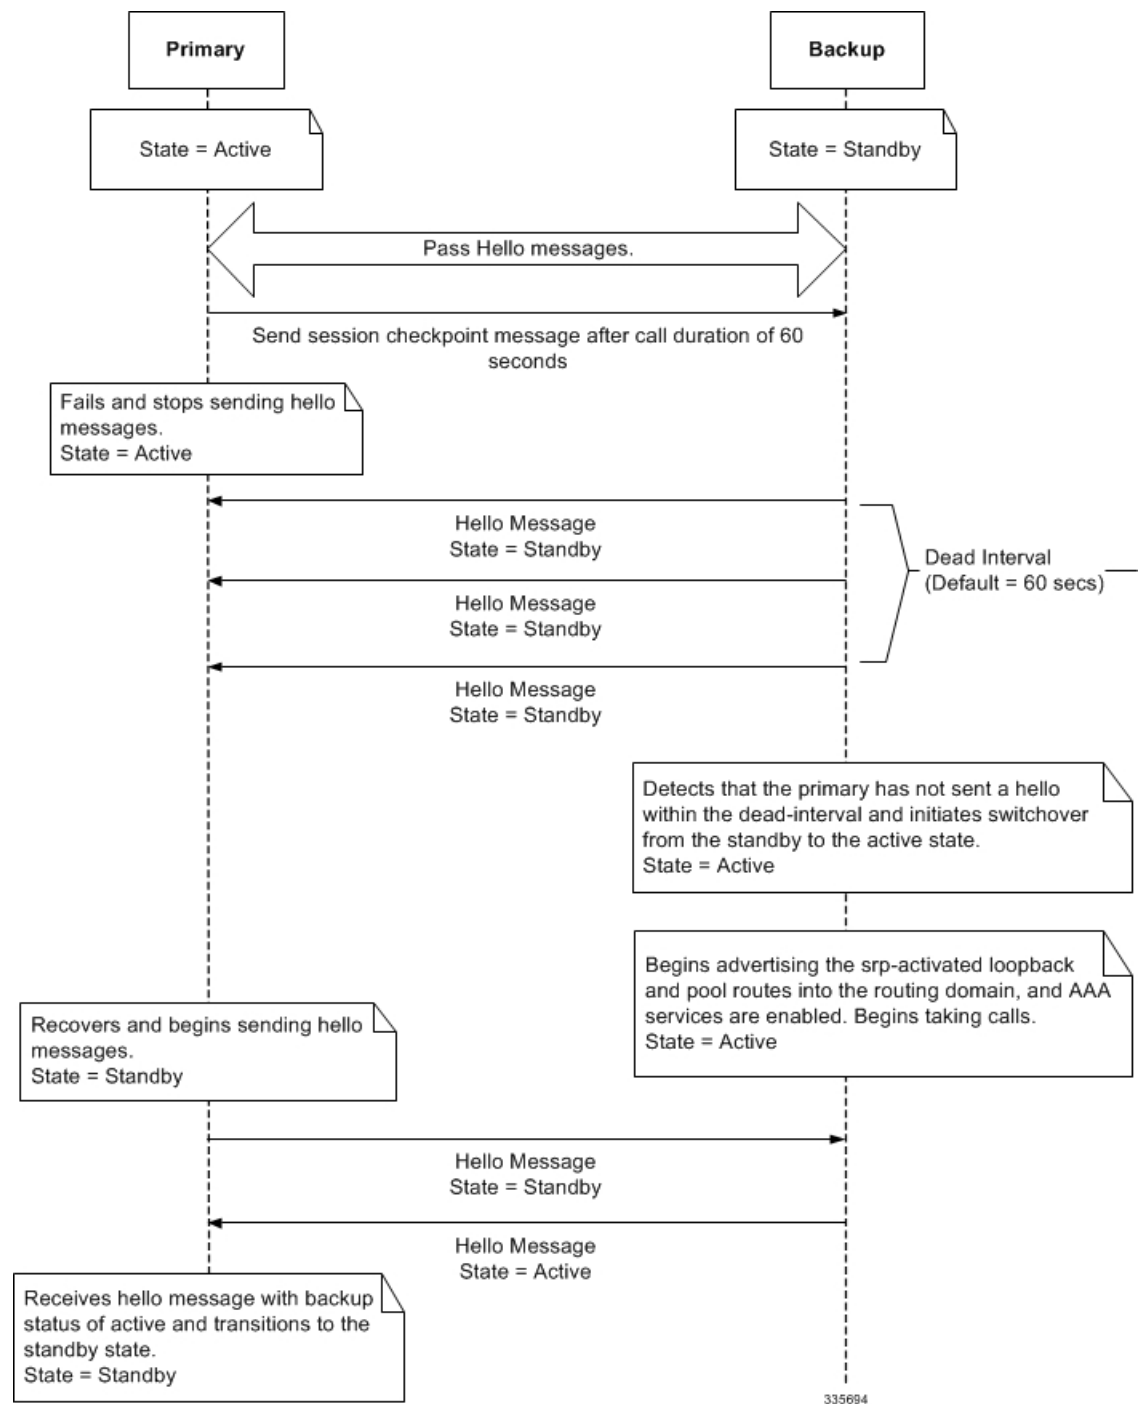 Primary
Backup
State = Active
State = Standby
Pass Hello messages.
Send session checkpoint message after call duration of 60
seconds
Fails and stops sending hello
messages.
State = Active
Hello Message
State = Standby
Dead Interval
(Default = 60 secs)
Hello Message
State = Standby
Hello Message
State = Standby
Detects that the primary has not sent a hello
within the dead-interval and initiates switchover
from the standby to the active state.
State = Active
Begins advertising the srp-activated loopback
and pool routes into the routing domain, and AAA
services are enabled. Begins taking calls.
State = Active
Recovers and begins sending hello
messages.
State = Standby
Hello Message
State = Standby
Hello Message
State = Active
Receives hello message with backup
status of active and transitions to the
standby state.
State = Standby
335694